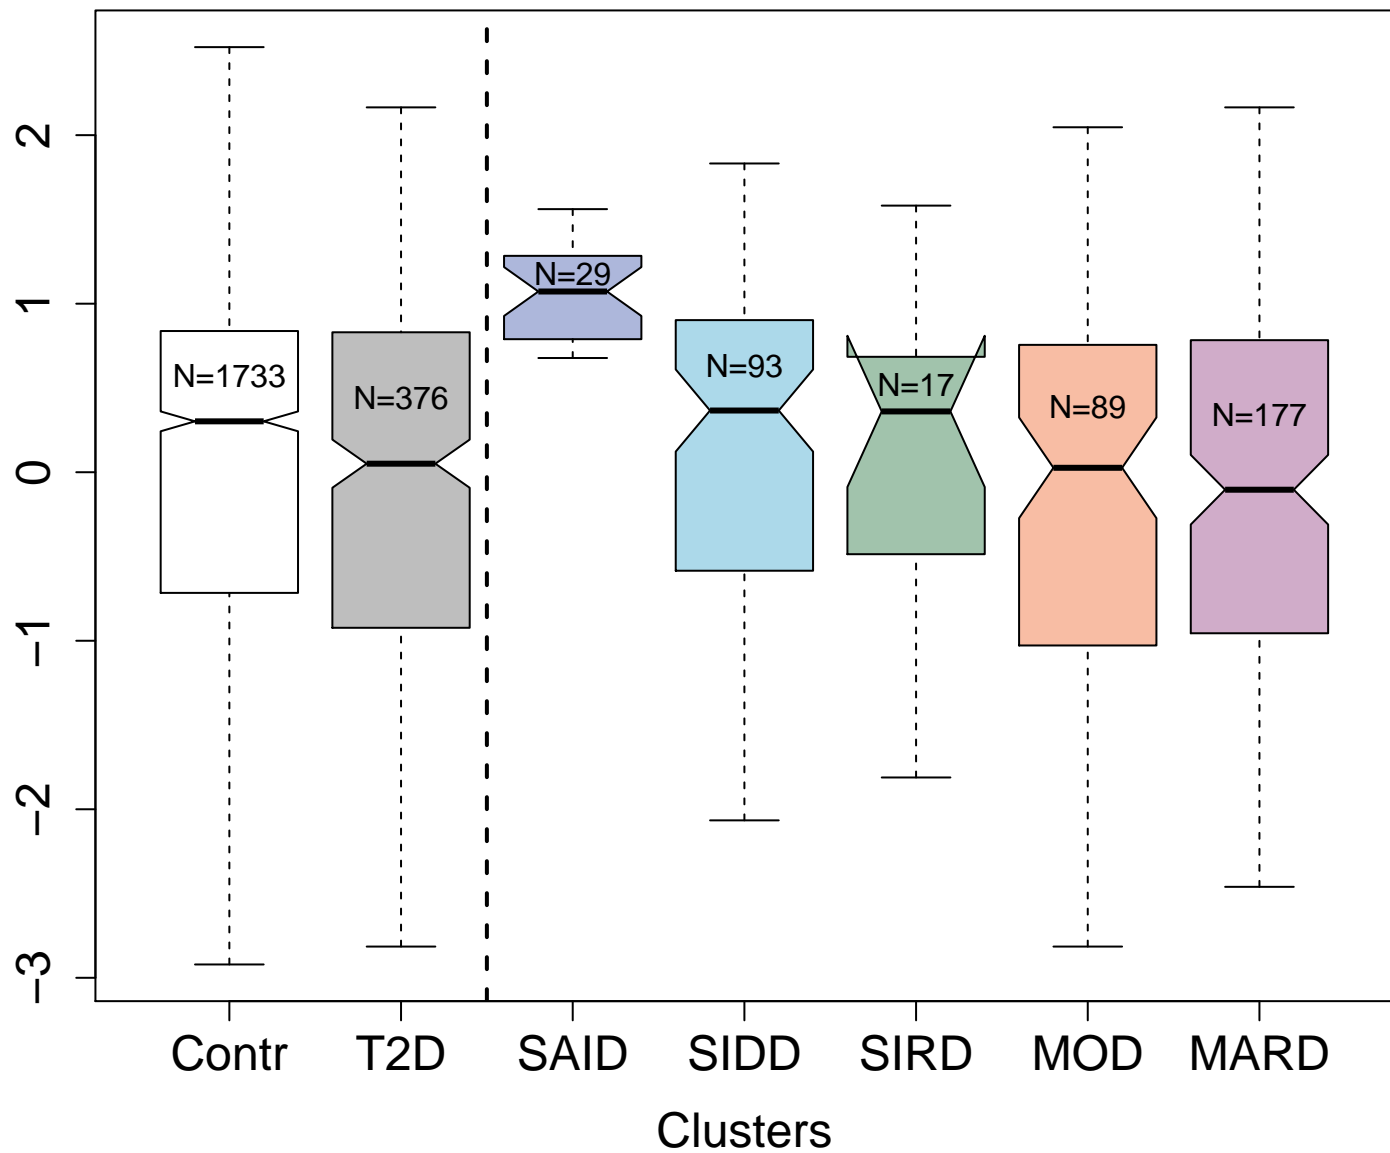 2
1
0
−1
−2
−3
N=1733
N=376
N=29
N=93
N=17
N=89
N=177
Contr T2D SAID SIDD SIRD MOD MARD
Clusters